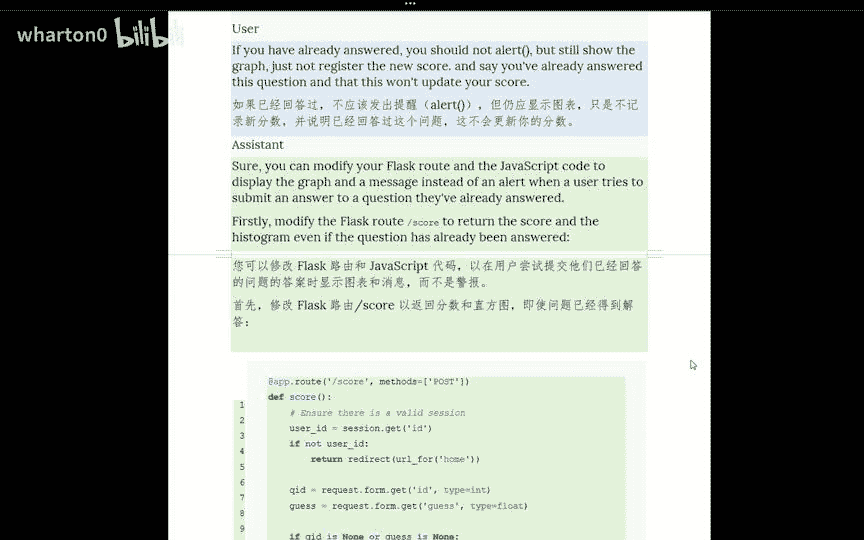 wharton0 bilibili
User
If you have already answered, you should not alert(), but still show the
graph, just not register the new score. and say you've already answered
this question and that this won't update your score.
如果已经回答过，不应该发出提醒（alert()），但仍应显示图表，只是不记
录新分数，并说明已经回答过这个问题，这不会更新你的分数。
Assistant
Sure, you can modify your Flask route and the JavaScript code to
display the graph and a message instead of an alert when a user tries to
submit an answer to a question they've already answered.
Firstly, modify the Flask route /score to return the score and the
histogram even if the question has already been answered:
您可以修改 Flask 路由和 JavaScript 代码，以在用户尝试提交他们已经回答
的问题的答案时显示图表和消息，而不是警报。
首先，修改 Flask 路由/score 以返回分数和直方图，即使问题已经得到解
答：
@app.route('/score', methods=['POST'])
1 def score():
2 # Ensure there is a valid session
3 user_id = session.get('id')
4 if not user_id:
5 return redirect(url_for('home'))
6
7 qid = request.form.get('id', type=int)
8 guess = request.form.get('guess', type=float)
9
if qid is None or guess is None: